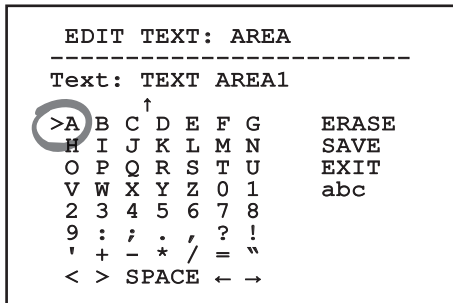 EDIT TEXT: AREA
------------------------
Text: TEXT AREA1
↑
>A B C D E F G ERASE
H I J K L M N SAVE
O P Q R S T U EXIT
V W X Y Z 0 1 abc
2 3 4 5 6 7 8
9 : ; . , ? !
' + - * / = "
< > SPACE ← →